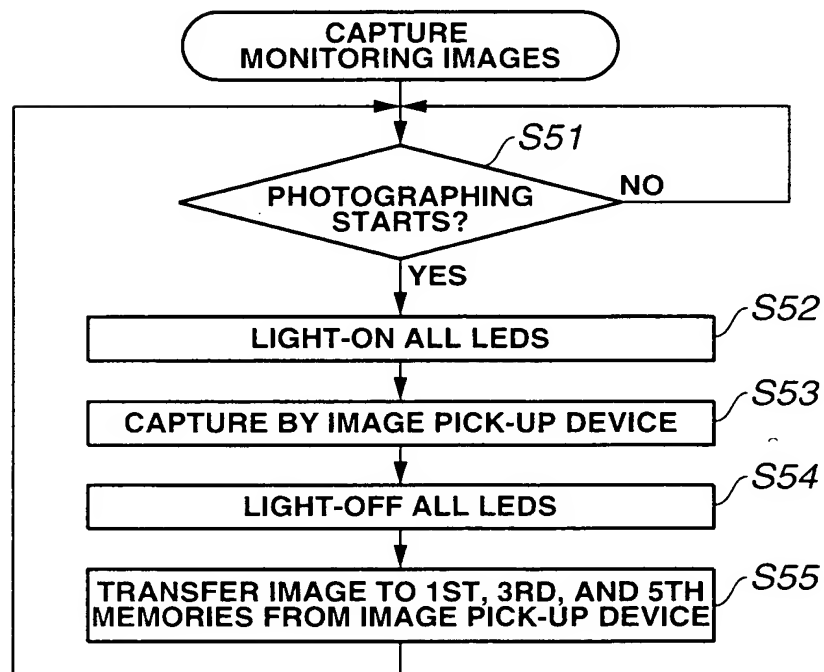 CAPTURE
MONITORING IMAGES
S51
PHOTOGRAPHING
STARTS?
NO
YES
S52
LIGHT-ON ALL LEDS
S53
CAPTURE BY IMAGE PICK-UP DEVICE
S54
LIGHT-OFF ALL LEDS
S55
TRANSFER IMAGE TO 1ST, 3RD, AND 5TH
MEMORIES FROM IMAGE PICK-UP DEVICE